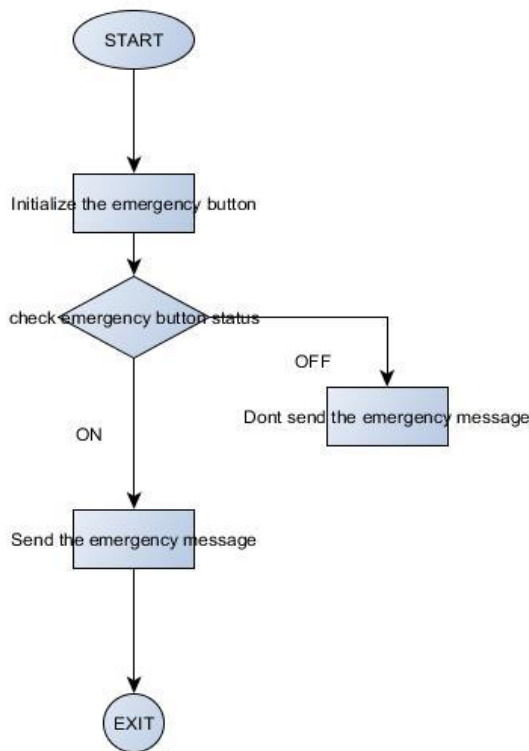 START
Initialize the emergency button
check emergency button status
OFF
Dont send the emergency message
ON
Send the emergency message
EXIT